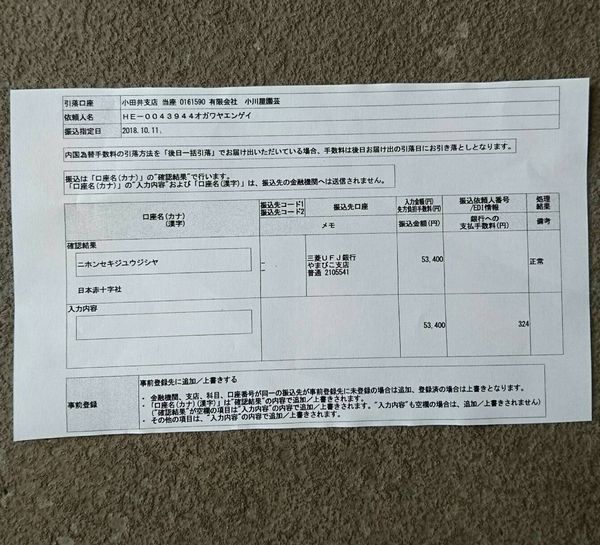 引落口座 小田井支店 当座 0161590 有限会社 小川屋園芸
依頼人名 HE-0043944オガワヤエンゲイ
振込指定日 2018.10.11.
内国為替手数料の引落方法を「後日一括引落」でお届け出いただいている場合、手数料は後日お届け出の引落日にお引き落としとなります。
振込は「口座名(カナ)」の"確認結果"で行います。
「口座名(カナ)」の"入力内容"および「口座名(漢字)」は、振込先の金融機関へは送信されません。
口座名(カナ)
(漢字)
振込先コード1
振込先コード2
振込先口座
メモ
入力金額(円)
先方負担手数料(円)
振込金額(円)
振込依頼人番号
/EDI情報
銀行への
支払手数料(円)
処理
結果
備考
確認結果
ニホンセキジユウジシヤ
日本赤十字社
-
-
三菱UFJ銀行
やまびこ支店
普通 2105541
53,400
正常
入力内容
53,400
324
事前登録
事前登録先に追加/上書きする
・ 金融機関、支店、科目、口座番号が同一の振込先が事前登録先に未登録の場合は追加、登録済の場合は上書きとなります。
・ 「口座名(カナ)(漢字)」は"確認結果"の内容で追加/上書きされます。
("確認結果"が空欄の項目は"入力内容"の内容で追加/上書きされます。"入力内容"も空欄の場合は、追加/上書きされません)
・ その他の項目は、"入力内容"の内容で追加/上書きされます。